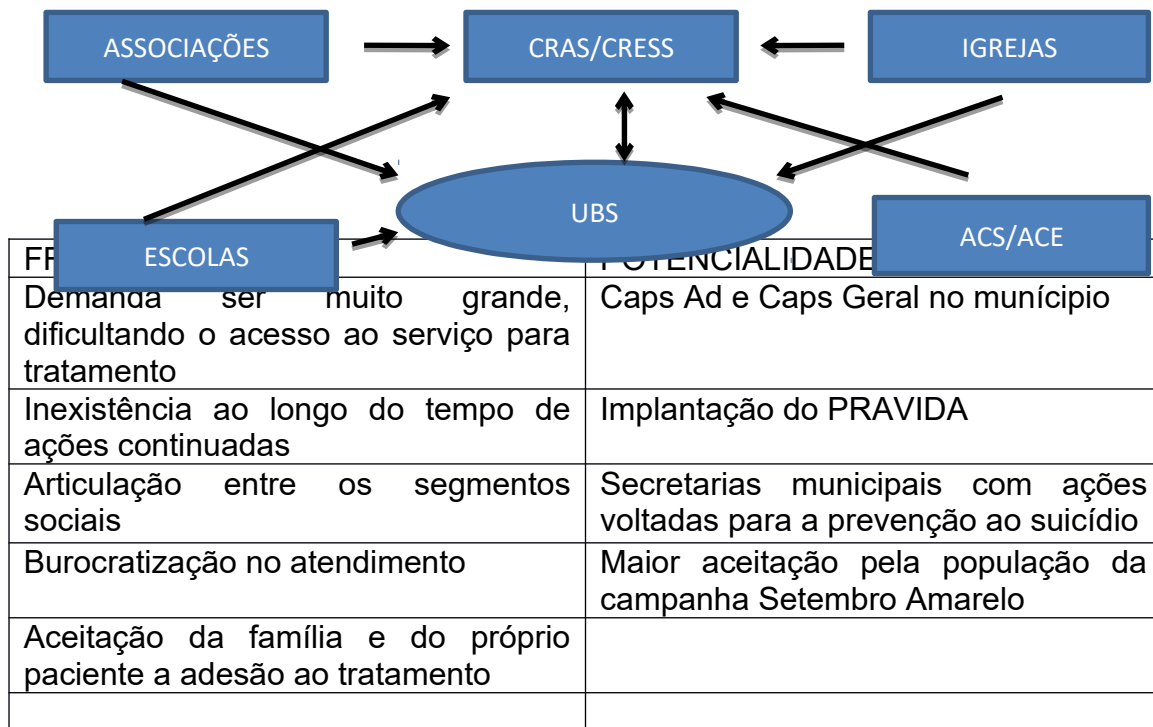 ASSOCIAÇÕES
CRAS/CRESS
IGREJAS
UBS
ESCOLAS
ACS/ACE
Demanda ser muito grande,
dificultando o acesso ao serviço para
tratamento
Caps Ad e Caps Geral no munícipio
Inexistência ao longo do tempo de
ações continuadas
Implantação do PRAVIDA
Articulação entre os segmentos
sociais
Secretarias municipais com ações
voltadas para a prevenção ao suicídio
Burocratização no atendimento
Maior aceitação pela população da
campanha Setembro Amarelo
Aceitação da família e do próprio
paciente a adesão ao tratamento